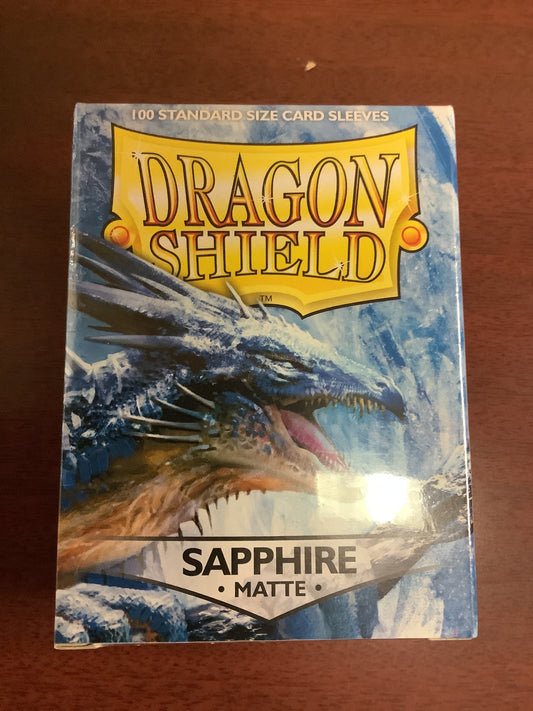 100 STANDARD SIZE CARD SLEEVES
DRAGON
SHIELD
TM
SAPPHIRE
• MATTE •